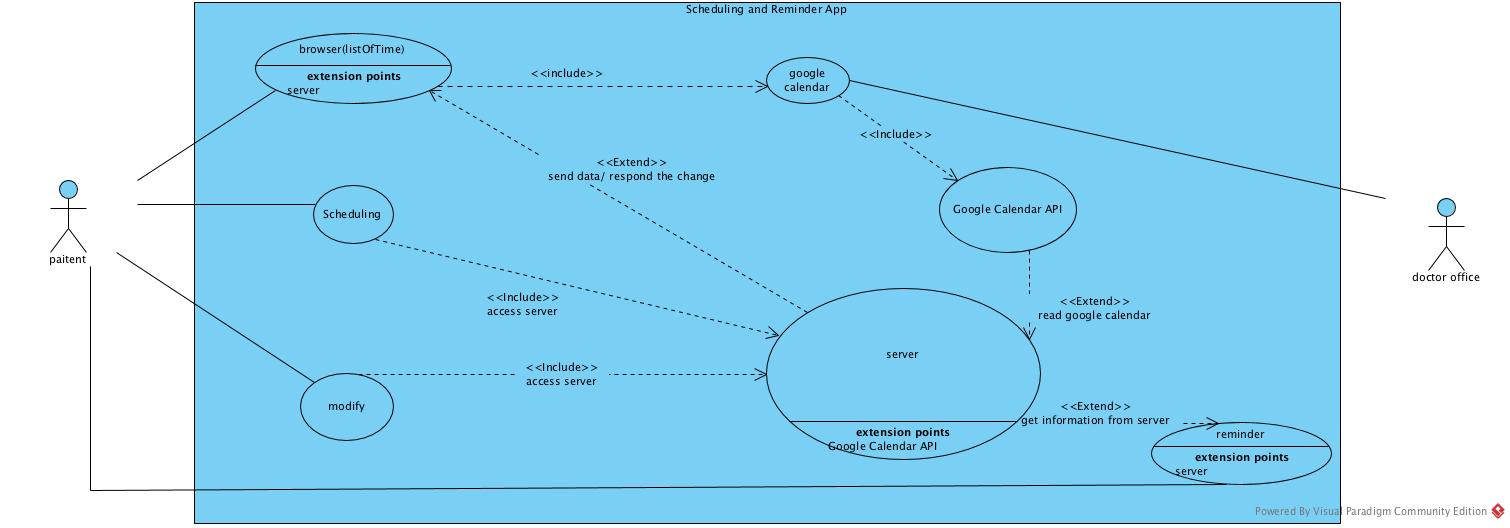 Scheduling and Reminder App
browser(listOfTime)
extension points
server
<<include>>
google
calendar
<<Include>>
<<Extend>>
send data/ respond the change
Scheduling
Google Calendar API
paitent
doctor office
<<Include>>
access server
<<Extend>>
read google calendar
server
<<Include>>
access server
modify
extension points
Google Calendar API
<<Extend>>
get information from server
reminder
extension points
server
Powered By Visual Paradigm Community Edition